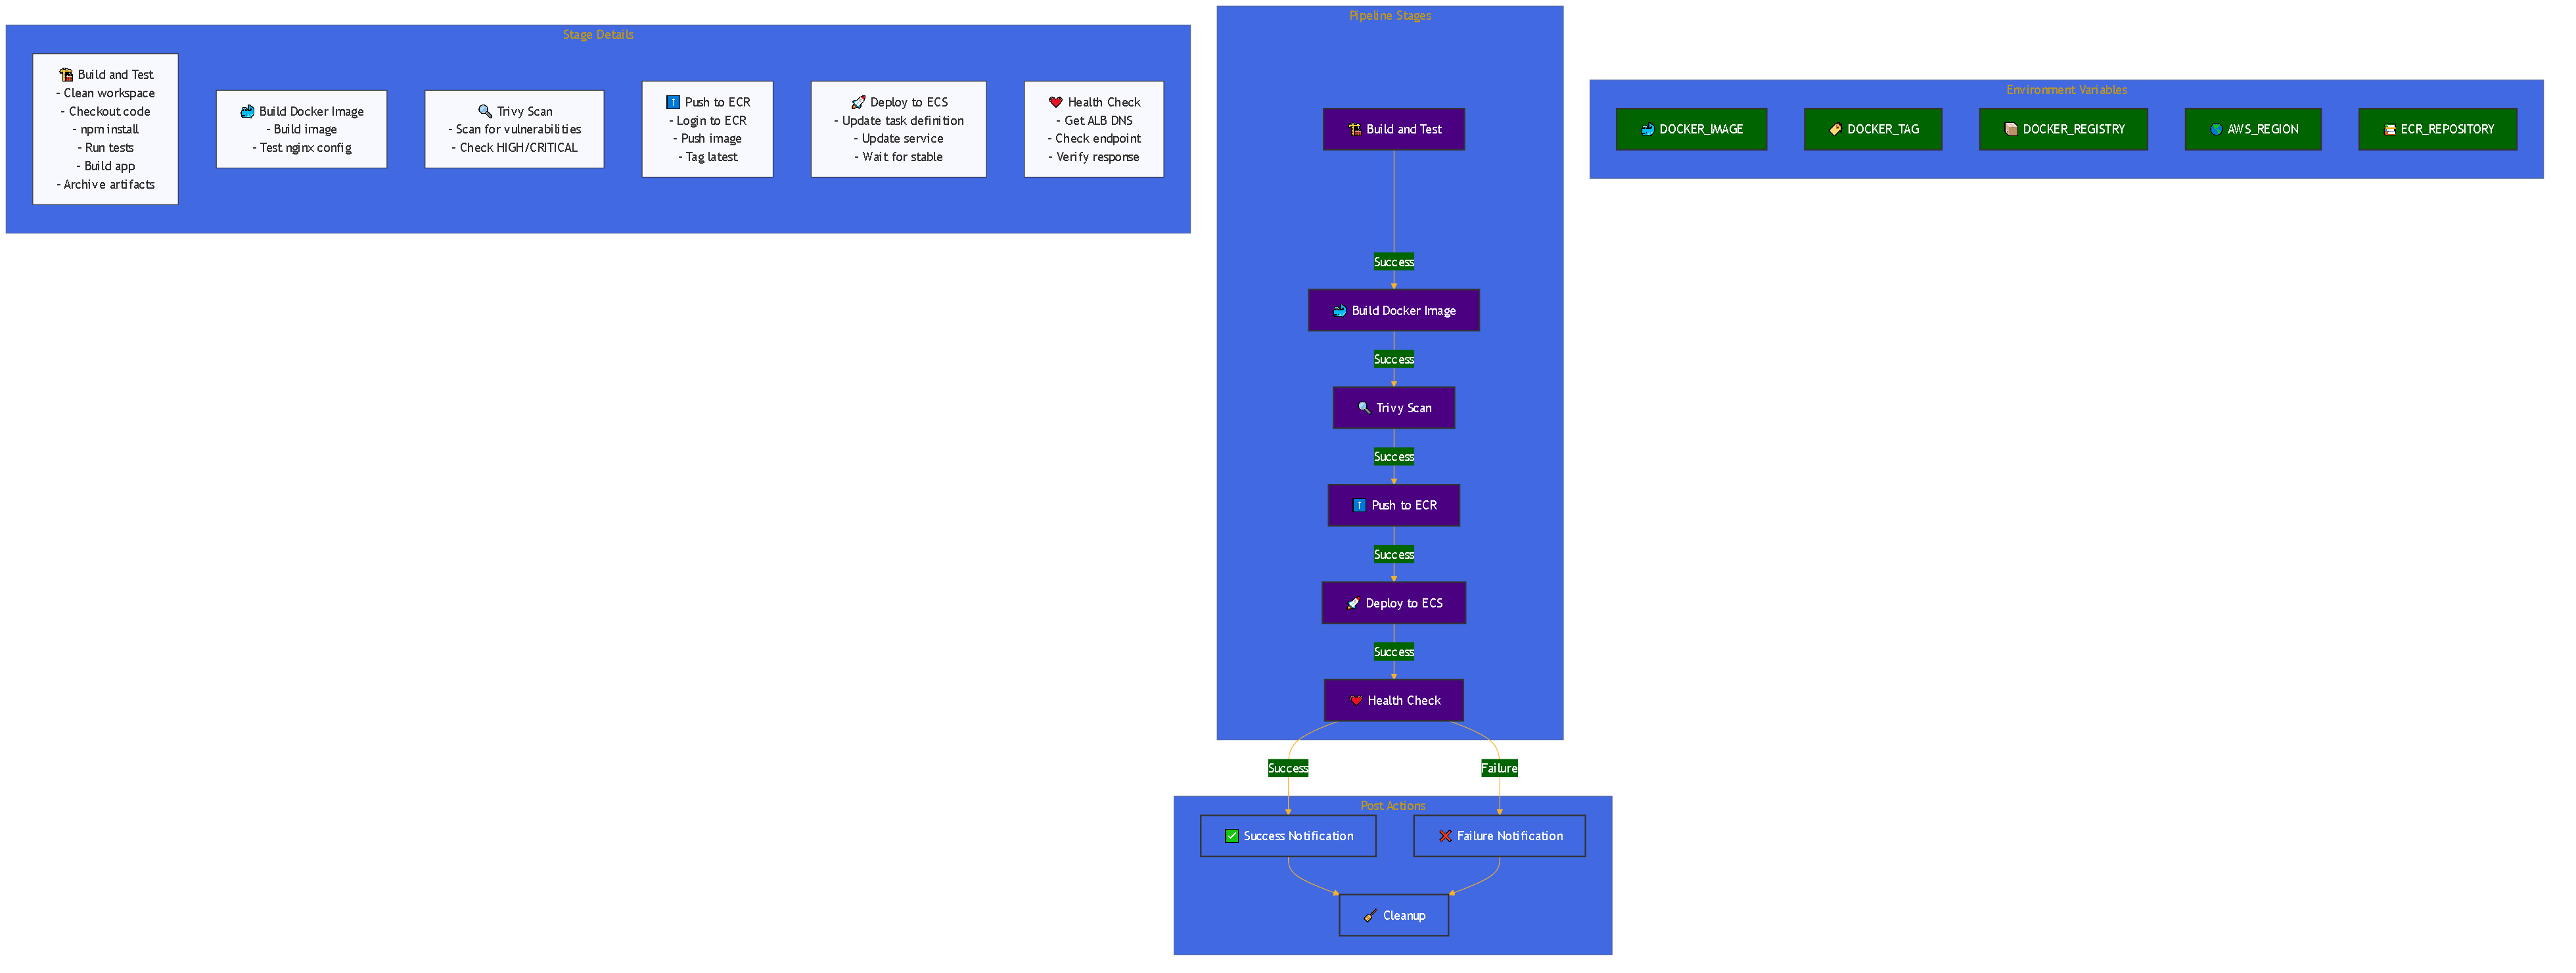 Stage Details
🏗️ Build and Test
- Clean workspace
- Checkout code
- npm install
- Run tests
- Build app
- Archive artifacts
🐳 Build Docker Image
- Build image
- Test nginx config
🔍 Trivy Scan
- Scan for vulnerabilities
- Check HIGH/CRITICAL
⬆️ Push to ECR
- Login to ECR
- Push image
- Tag latest
🚀 Deploy to ECS
- Update task definition
- Update service
- Wait for stable
❤️ Health Check
- Get ALB DNS
- Check endpoint
- Verify response
Pipeline Stages
🏗️ Build and Test
Success
🐳 Build Docker Image
Success
🔍 Trivy Scan
Success
⬆️ Push to ECR
Success
🚀 Deploy to ECS
Success
❤️ Health Check
Success
Failure
Post Actions
✅ Success Notification
❌ Failure Notification
🧹 Cleanup
Environment Variables
🐳 DOCKER_IMAGE
🏷️ DOCKER_TAG
📦 DOCKER_REGISTRY
🌎 AWS_REGION
📚 ECR_REPOSITORY